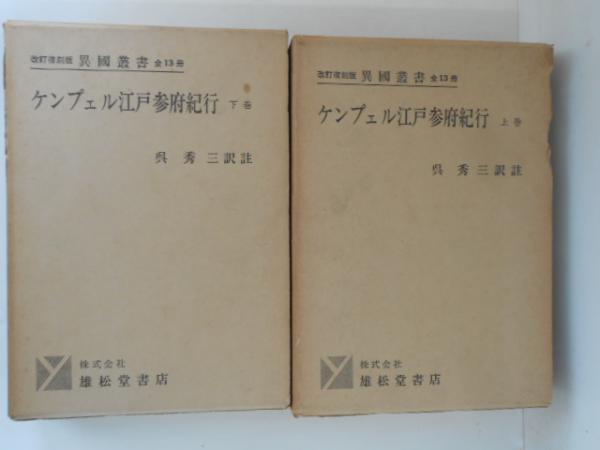 改訂復刻版 異國叢書 全13冊
ケンプェル江戸参府紀行 下巻
呉 秀三訳註
株式会社
雄松堂書店
改訂復刻版 異國叢書 全13冊
ケンプェル江戸参府紀行 上巻
呉 秀三訳註
株式会社
雄松堂書店